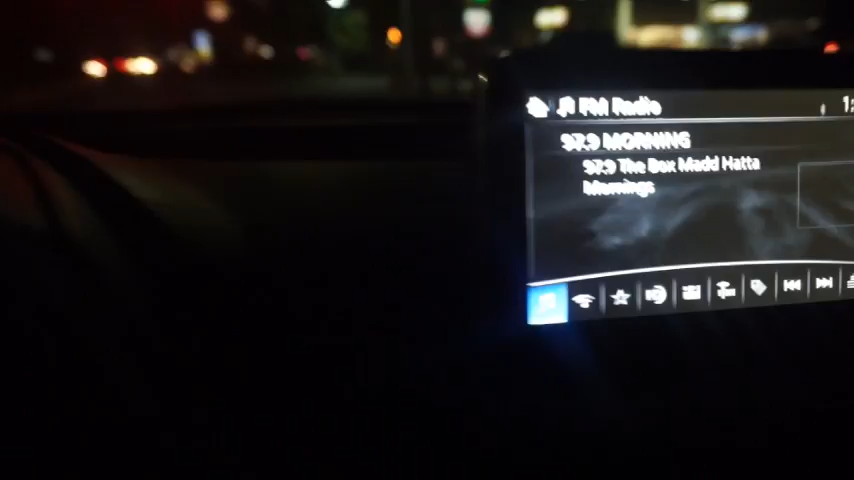 FM Radio
97.9 MORNING
97.9 The Box Madd Hatta
Mornings